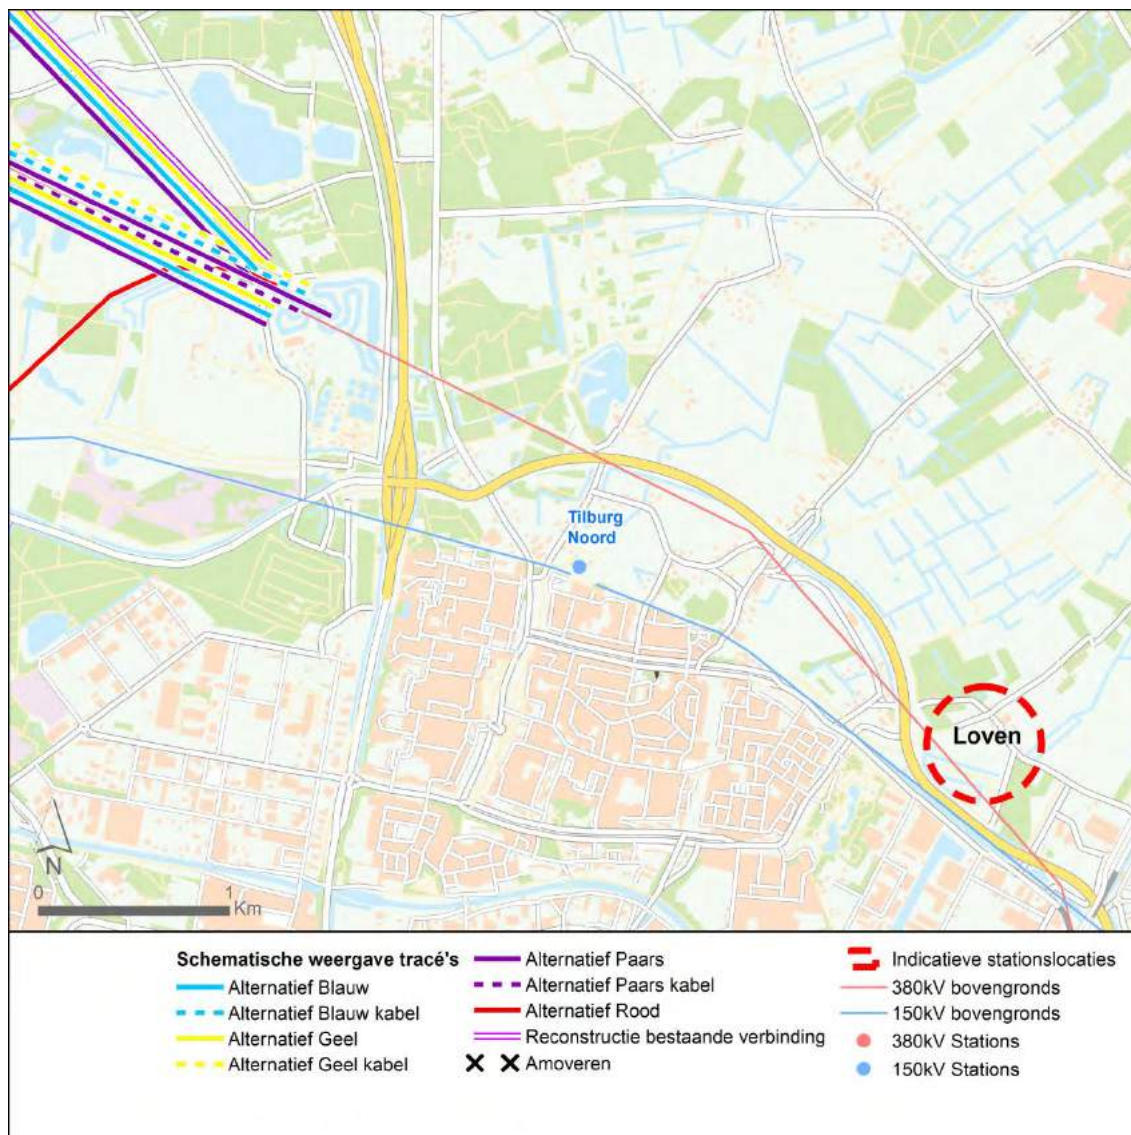 Tilburg
Noord
Loven
N
0 1
Km
Schematische weergave tracé's
Alternatief Blauw
Alternatief Blauw kabel
Alternatief Geel
Alternatief Geel kabel
Alternatief Paars
Alternatief Paars kabel
Alternatief Rood
Reconstructie bestaande verbinding
Amoveren
Indicatieve stationslocaties
380kV bovengronds
150kV bovengronds
380kV Stations
150kV Stations